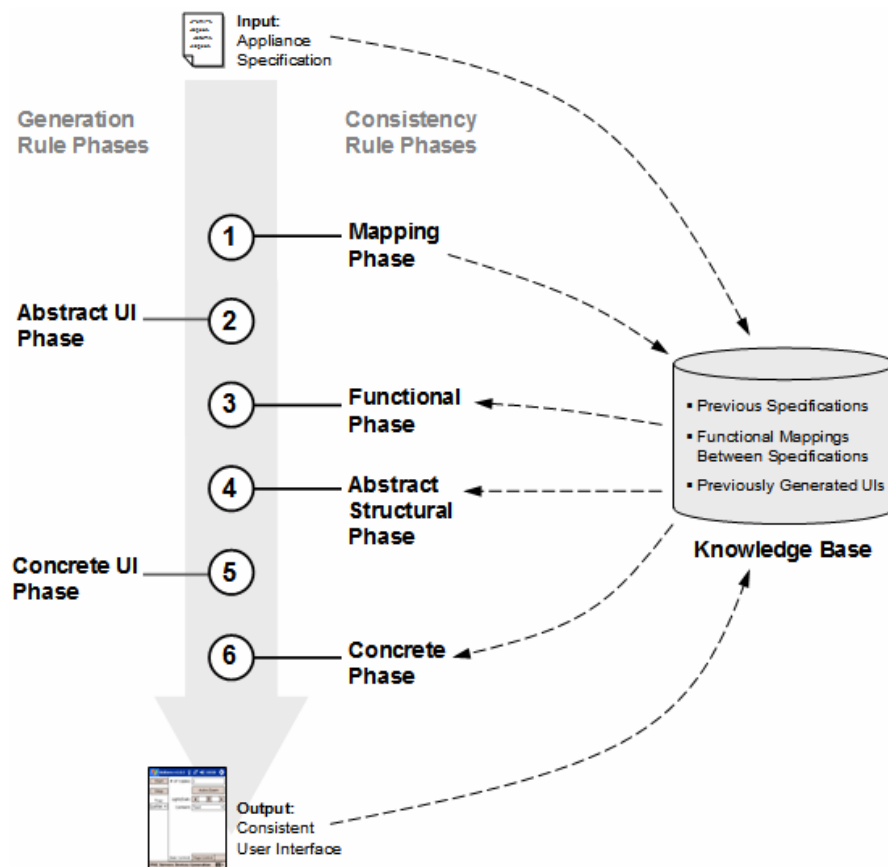 Input:
Appliance
Specification
Generation
Rule Phases
Consistency
Rule Phases
1
Mapping
Phase
Abstract UI
Phase
2
3
Functional
Phase
4
Abstract
Structural
Phase
Concrete UI
Phase
5
6
Concrete
Phase
▪ Previous Specifications
▪ Functional Mappings
Between Specifications
▪ Previously Generated UIs
Knowledge Base
Output:
Consistent
User Interface